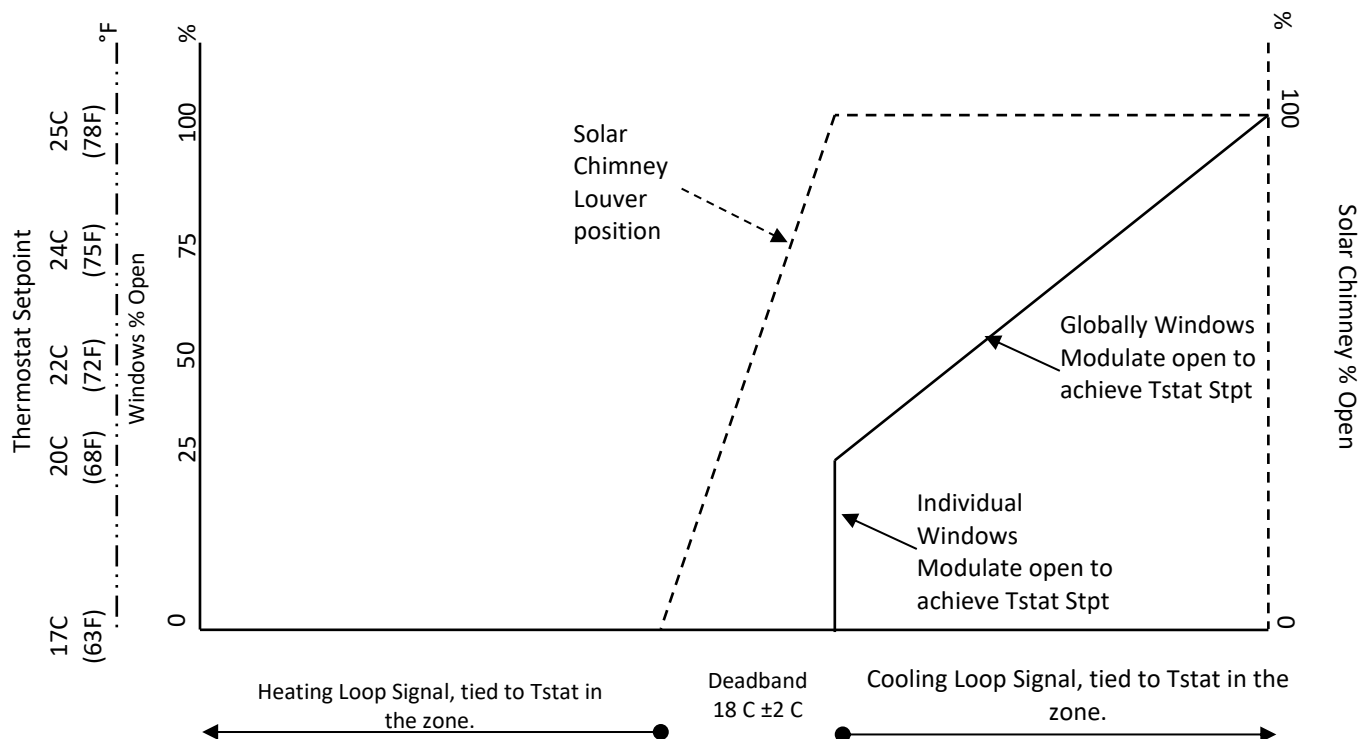 °F
%
%
25C
(78F)
100
100
24C
(75F)
75
22C
(72F)
50
20C
(68F)
25
17C
(63F)
0
0
Thermostat Setpoint
Windows % Open
Solar Chimney % Open
Solar
Chimney
Louver
position
Globally Windows
Modulate open to
achieve Tstat Stpt
Individual
Windows
Modulate open to
achieve Tstat Stpt
Heating Loop Signal, tied to Tstat in
the zone.
Deadband
18 C ±2 C
Cooling Loop Signal, tied to Tstat in the
zone.